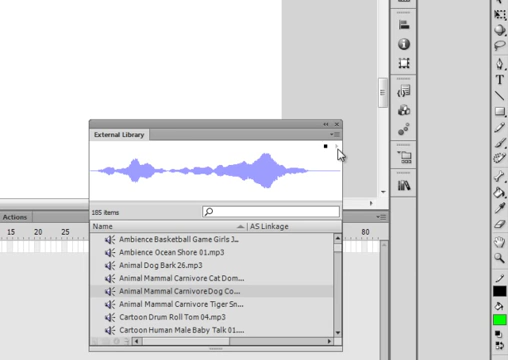 External Library
185 items
Actions
15 20 25 80
Name AS Linkage
Ambience Basketball Game Girls J...
Ambience Ocean Shore 01.mp3
Animal Dog Bark 26.mp3
Animal Mammal Carnivore Cat Dom...
Animal Mammal Carnivore Dog Co...
Animal Mammal Carnivore Tiger Sn...
Cartoon Drum Roll Tom 04.mp3
Cartoon Human Male Baby Talk 01....
T